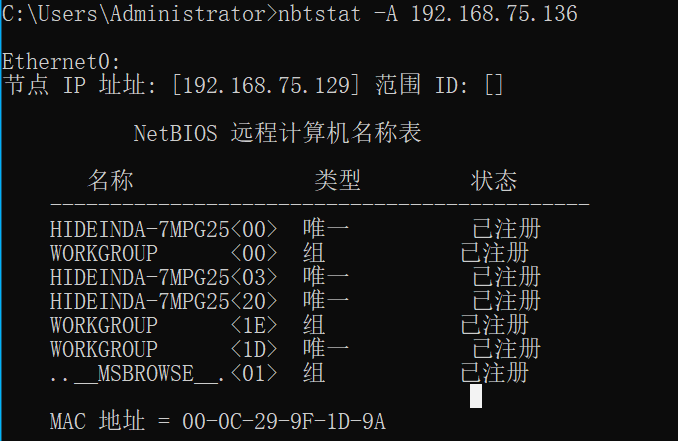 C:\Users\Administrator>nbtstat -A 192.168.75.136
Ethernet0:
节点 IP 址址: [192.168.75.129] 范围 ID: []
NetBIOS 远程计算机名称表
名称 类型 状态
---------------------------------------------
HIDEINDA-7MPG25<00> 唯一 已注册
WORKGROUP <00> 组 已注册
HIDEINDA-7MPG25<03> 唯一 已注册
HIDEINDA-7MPG25<20> 唯一 已注册
WORKGROUP <1E> 组 已注册
WORKGROUP <1D> 唯一 已注册
..__MSBROWSE__.<01> 组 已注册
MAC 地址 = 00-0C-29-9F-1D-9A